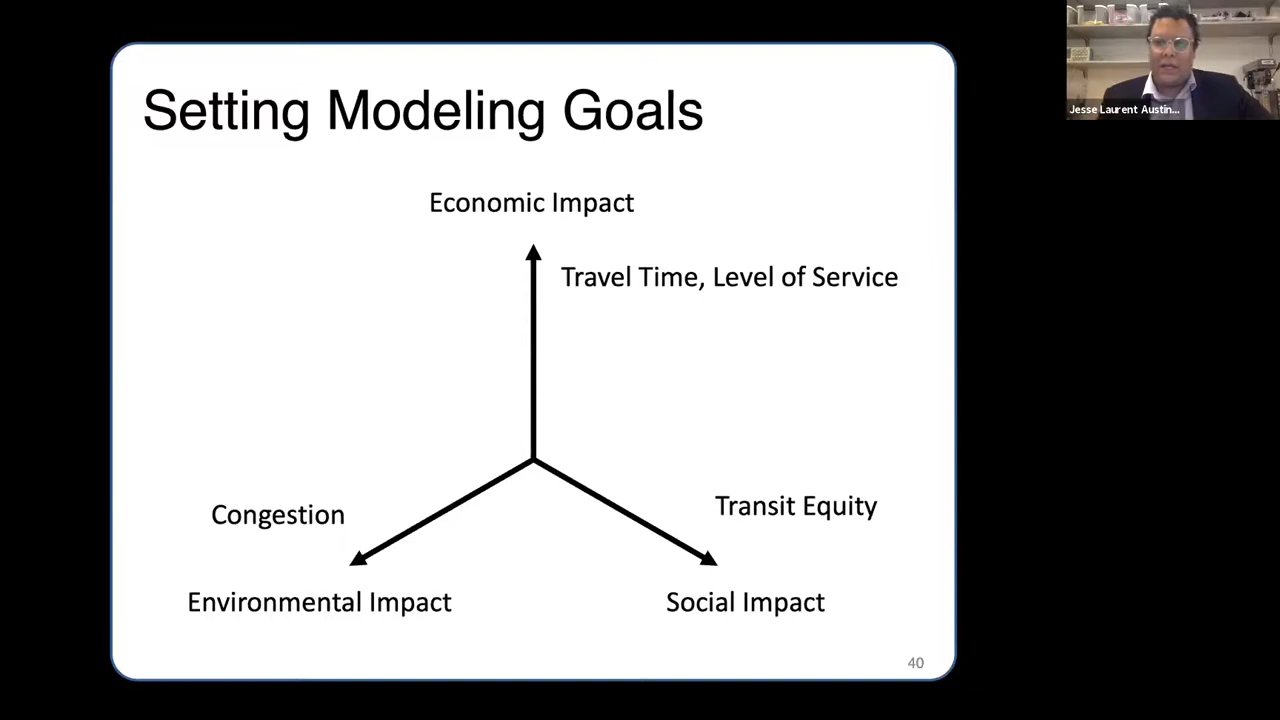 Setting Modeling Goals
Economic Impact
Travel Time, Level of Service
Congestion
Transit Equity
Environmental Impact
Social Impact
40
Jesse Laurent Austin...